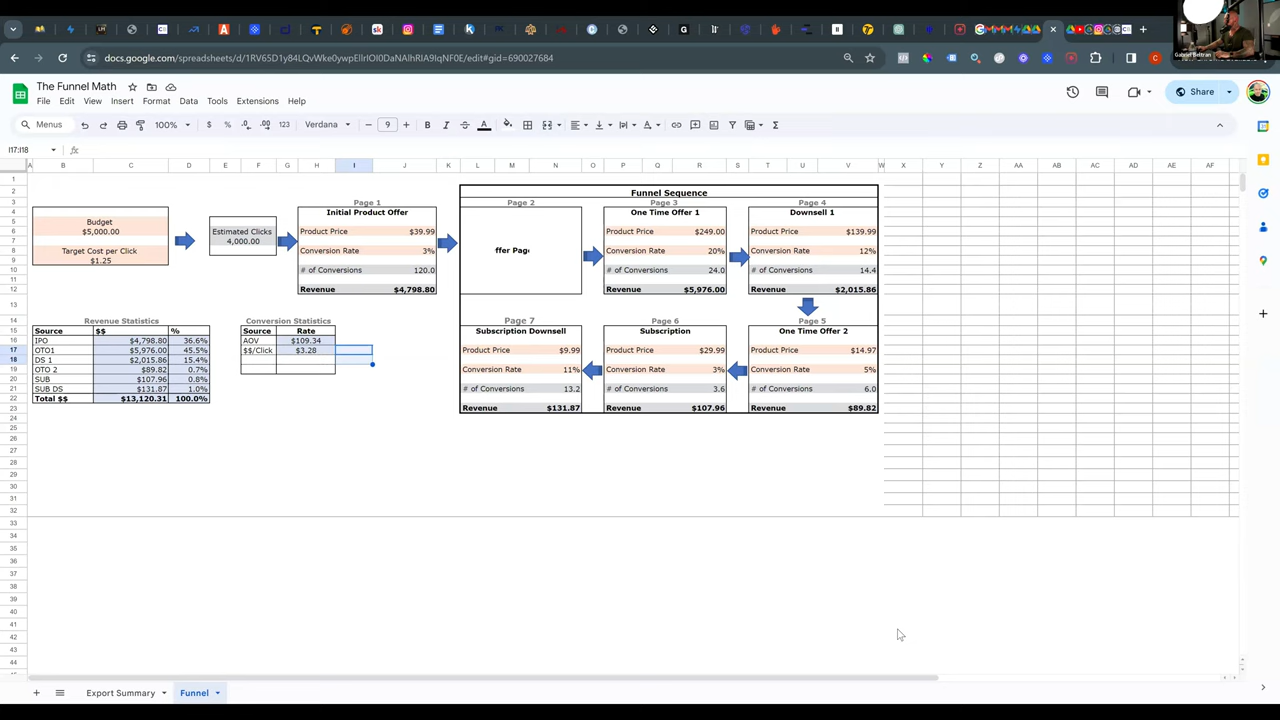 docs.google.com/spreadsheets/d/1RV65D1y84LQvWke0ywpEllrIOI0DaNAlhRIA9IqNF0E/edit#gid=690027684
Gabriel Beltran
The Funnel Math
File Edit View Insert Format Data Tools Extensions Help
Share
Menus 100% $ % .0 .00 123 Verdana 9
I17:I18 fx
A B C D E F G H I J K L M N O P Q R S T U V W X Y Z AA AB AC AD AE AF
Funnel Sequence
Page 1 Page 2 Page 3 Page 4
Initial Product Offer One Time Offer 1 Downsell 1
Budget
$5,000.00
Target Cost per Click
$1.25
Estimated Clicks
4,000.00
Product Price $39.99
Conversion Rate 3%
# of Conversions 120.0
Revenue $4,798.80
ffer Page
Product Price $249.00
Conversion Rate 20%
# of Conversions 24.0
Revenue $5,976.00
Product Price $139.99
Conversion Rate 12%
# of Conversions 14.4
Revenue $2,015.86
Revenue Statistics
Source $$ %
IPO $4,798.80 36.6%
OTO1 $5,976.00 45.5%
DS 1 $2,015.86 15.4%
OTO 2 $89.82 0.7%
SUB $107.96 0.8%
SUB DS $131.87 1.0%
Total $$ $13,120.31 100.0%
Conversion Statistics
Source Rate
AOV $109.34
$$/Click $3.28
Page 7
Subscription Downsell
Product Price $9.99
Conversion Rate 11%
# of Conversions 13.2
Revenue $131.87
Page 6
Subscription
Product Price $29.99
Conversion Rate 3%
# of Conversions 3.6
Revenue $107.96
Page 5
One Time Offer 2
Product Price $14.97
Conversion Rate 5%
# of Conversions 6.0
Revenue $89.82
Export Summary Funnel